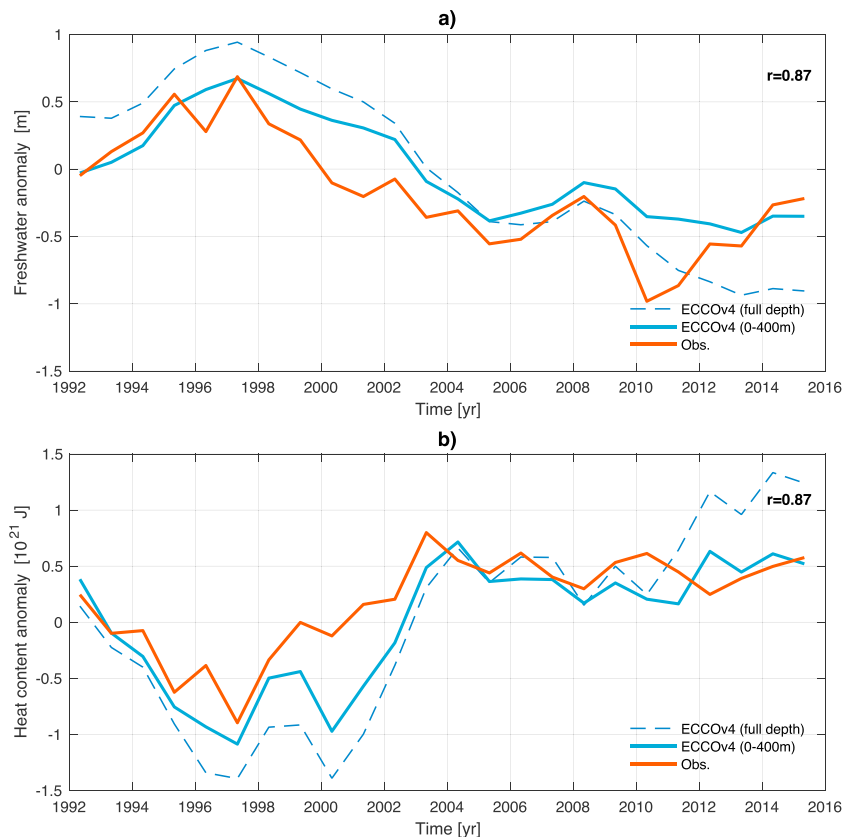 a)
1
0.5
0
-0.5
-1
-1.5
Freshwater anomaly [m]
r=0.87
ECCOv4 (full depth)
ECCOv4 (0-400m)
Obs.
1992 1994 1996 1998 2000 2002 2004 2006 2008 2010 2012 2014 2016
Time [yr]
b)
1.5
1
0.5
0
-0.5
-1
-1.5
Heat content anomaly [10²¹ J]
r=0.87
ECCOv4 (full depth)
ECCOv4 (0-400m)
Obs.
1992 1994 1996 1998 2000 2002 2004 2006 2008 2010 2012 2014 2016
Time [yr]